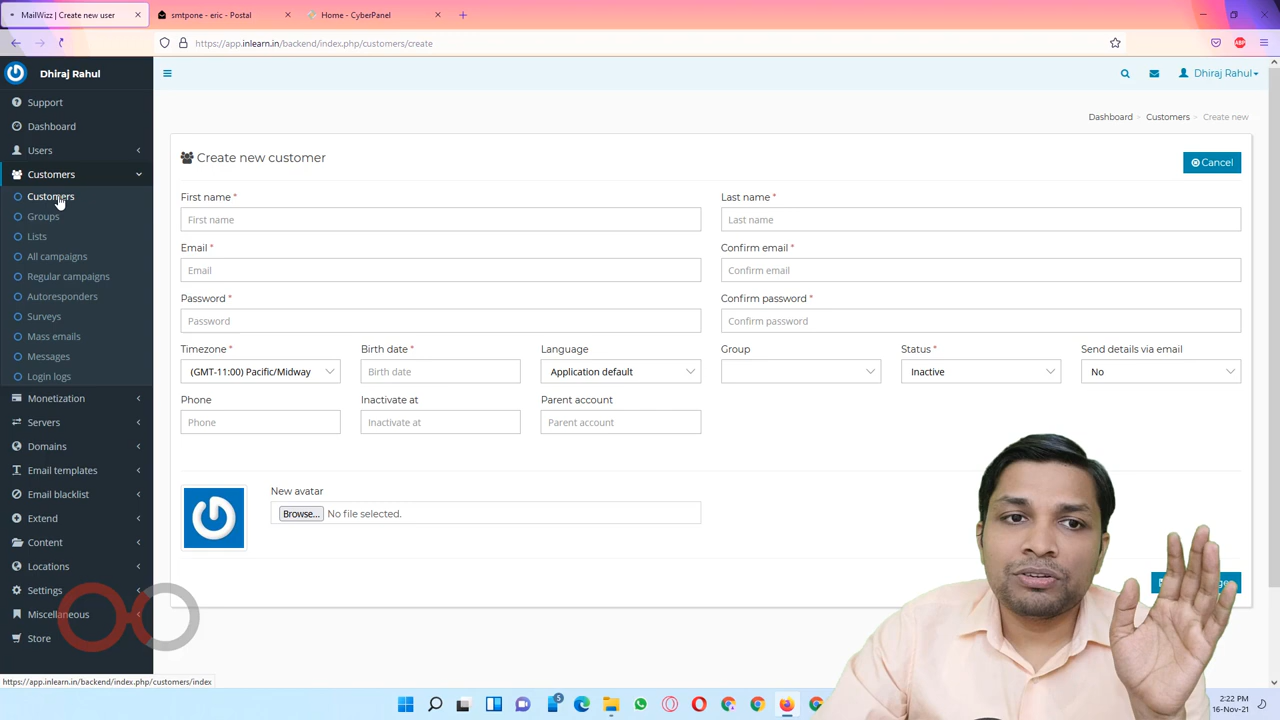 MailWizz | Create new user
smtpone - eric - Postal
Home - CyberPanel
https://app.inlearn.in/backend/index.php/customers/create
ABP
Dhiraj Rahul
Dhiraj Rahul
Support
Dashboard
Users
Customers
Customers
Groups
Lists
All campaigns
Regular campaigns
Autoresponders
Surveys
Mass emails
Messages
Login logs
Monetization
Servers
Domains
Email templates
Email blacklist
Extend
Content
Locations
Settings
Miscellaneous
Store
Dashboard Customers Create new
Create new customer
Cancel
First name * Last name *
First name Last name
Email * Confirm email *
Email Confirm email
Password * Confirm password *
Password Confirm password
Timezone * Birth date * Language Group Status * Send details via email
(GMT-11:00) Pacific/Midway Birth date Application default Inactive No
Phone Inactivate at Parent account
Phone Inactivate at Parent account
New avatar
Browse... No file selected.
https://app.inlearn.in/backend/index.php/customers/index
5
2:22 PM
16-Nov-21